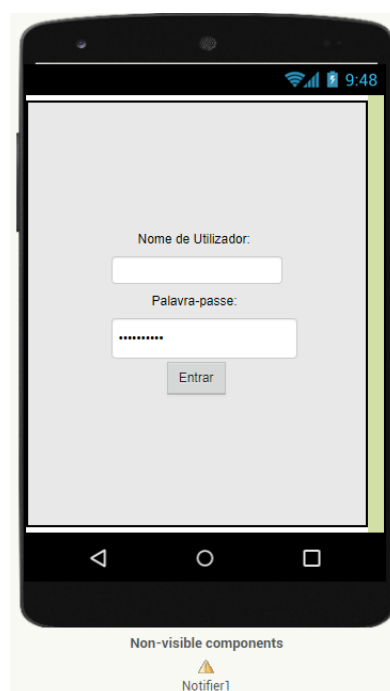 9:48
Nome de Utilizador:
Palavra-passe:
••••••••••
Entrar
Non-visible components
Notifier1